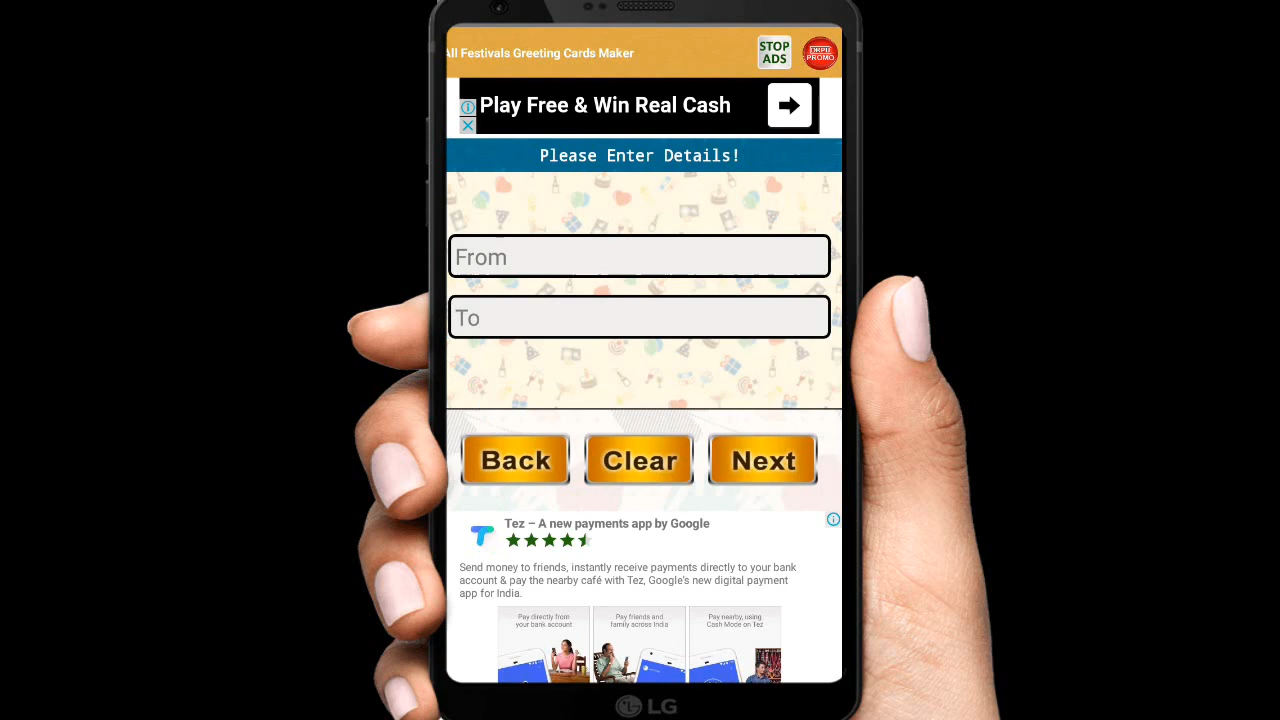 All Festivals Greeting Cards Maker
STOP
ADS
DRPU
PROMO
Play Free & Win Real Cash
Please Enter Details!
From
To
Back
Clear
Next
Tez – A new payments app by Google
Send money to friends, instantly receive payments directly to your bank
account & pay the nearby café with Tez, Google's new digital payment
app for India.
Pay directly from
your bank account
Pay friends and
family across India
Pay nearby, using
Cash Mode on Tez
LG